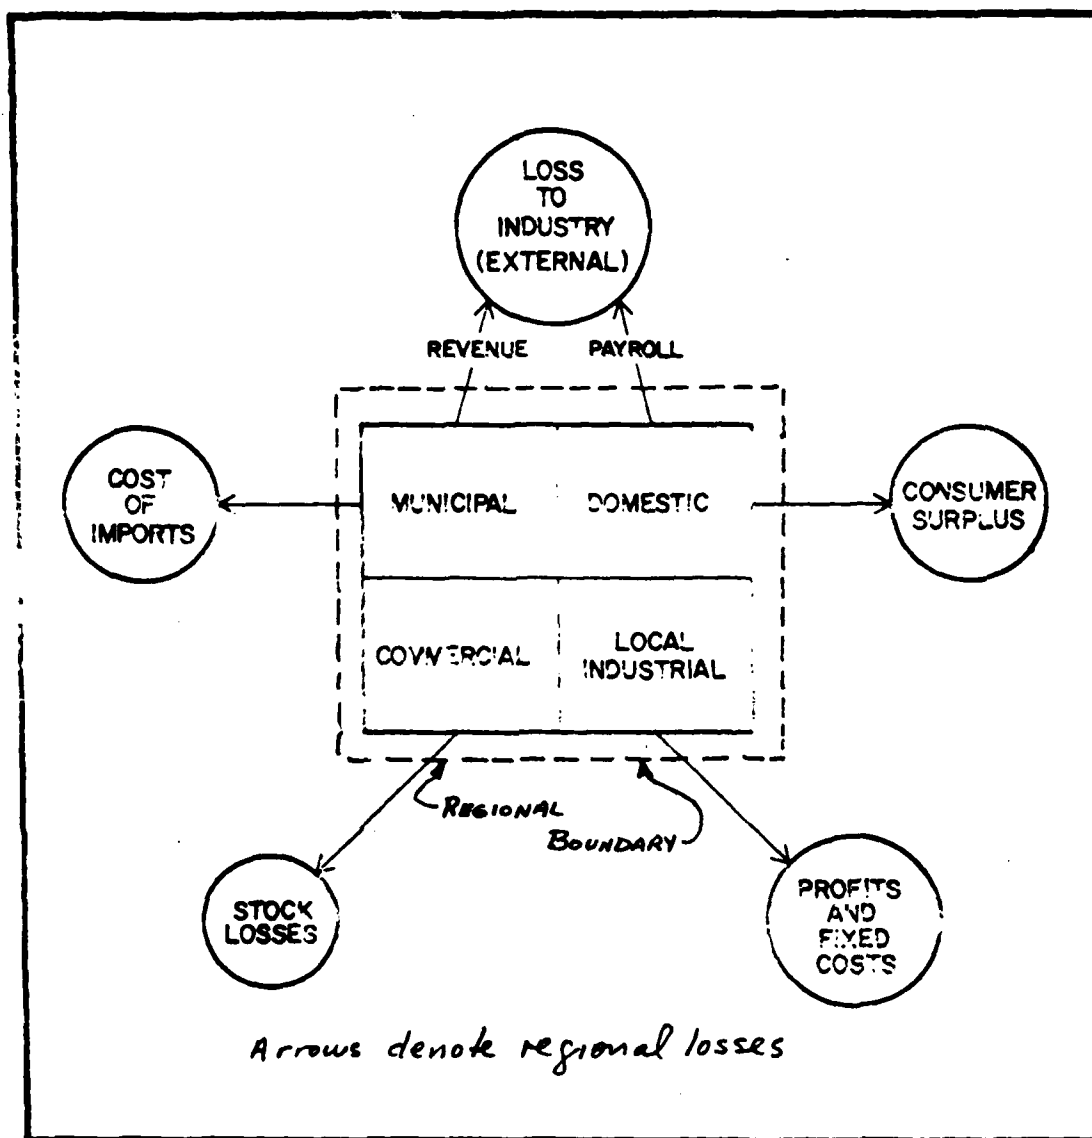 LOSS
TO
INDUSTRY
(EXTERNAL)
REVENUE
PAYROLL
COST
OF
IMPORTS
MUNICIPAL
DOMESTIC
CONSUMER
SURPLUS
COMMERCIAL
LOCAL
INDUSTRIAL
REGIONAL
BOUNDARY
STOCK
LOSSES
PROFITS
AND
FIXED
COSTS
Arrows denote regional losses